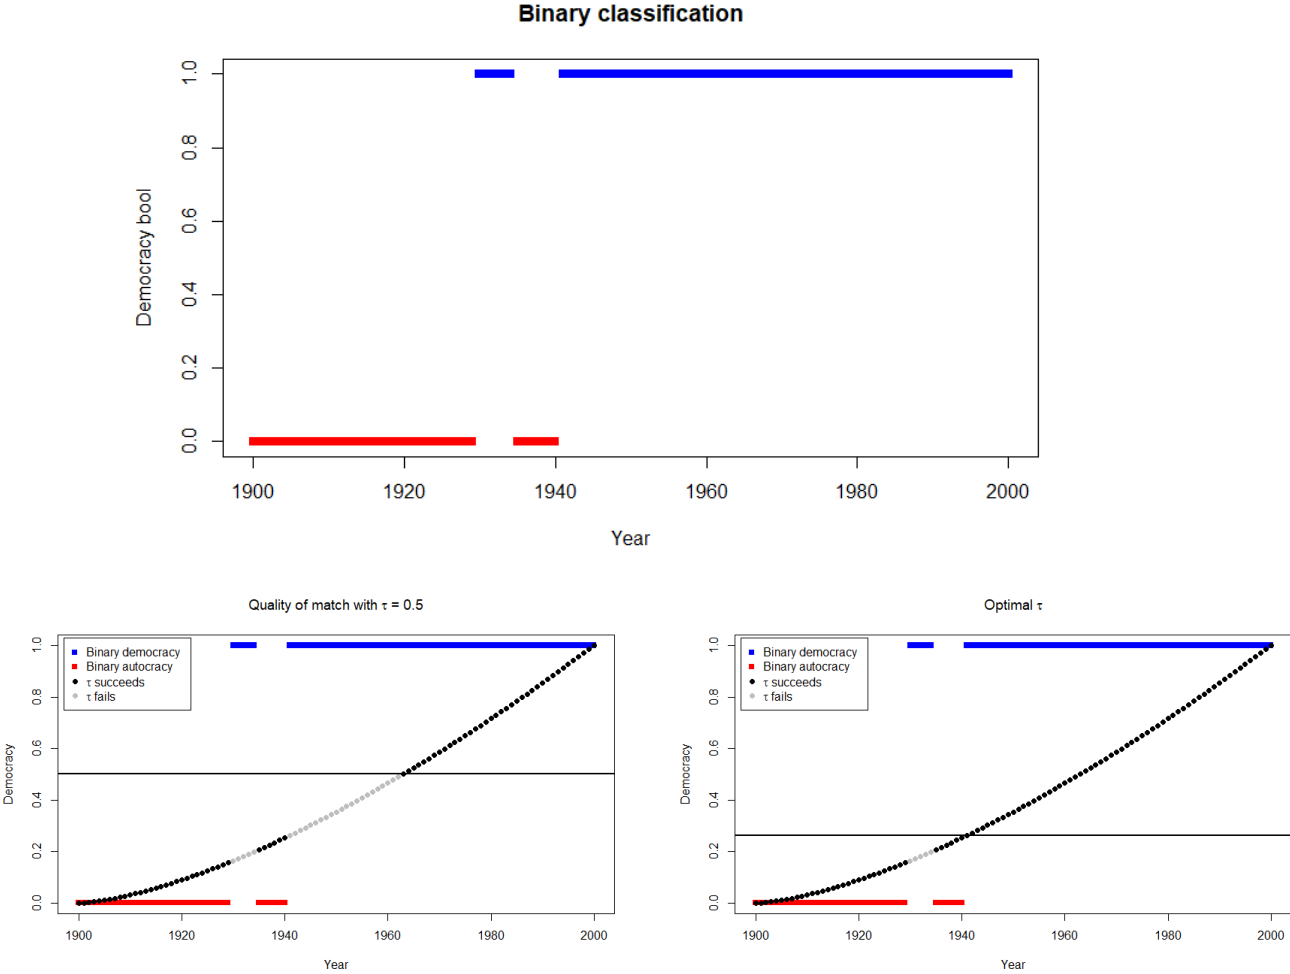 Binary classification
Democracy bool
1.0
0.8
0.6
0.4
0.2
0.0
1900 1920 1940 1960 1980 2000
Year
Quality of match with τ = 0.5
Democracy
1.0
0.8
0.6
0.4
0.2
0.0
Binary democracy
Binary autocracy
τ succeeds
τ fails
1900 1920 1940 1960 1980 2000
Year
Optimal τ
Democracy
1.0
0.8
0.6
0.4
0.2
0.0
Binary democracy
Binary autocracy
τ succeeds
τ fails
1900 1920 1940 1960 1980 2000
Year